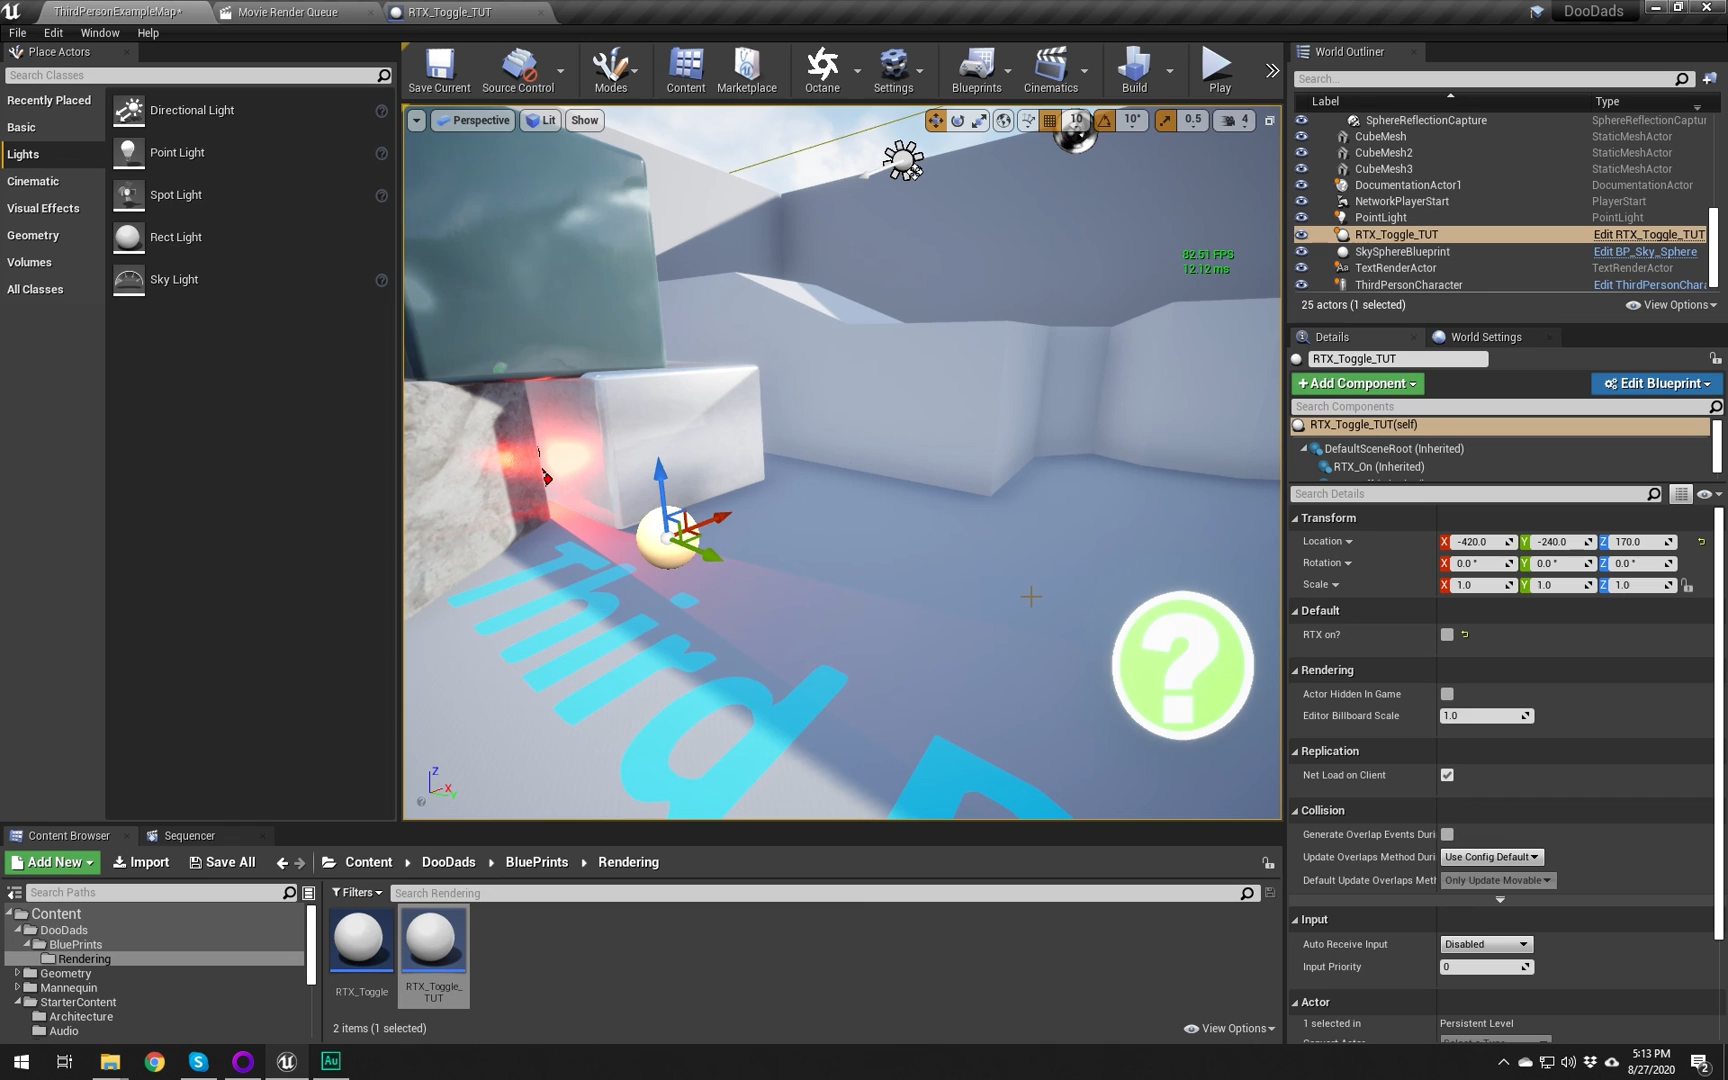 ThirdPersonExampleMap*
Movie Render Queue
RTX_Toggle_TUT
DooDads
File Edit Window Help
Place Actors
Search Classes
Recently Placed
Basic
Lights
Cinematic
Visual Effects
Geometry
Volumes
All Classes
Directional Light
Point Light
Spot Light
Rect Light
Sky Light
Save Current
Source Control
Modes
Content
Marketplace
Octane
Settings
Blueprints
Cinematics
Build
Play
Perspective
Lit
Show
10
10°
0.5
4
82.51 FPS
12.12 ms
Third
P
?
Z
X
Y
World Outliner
Search...
Label Type
SphereReflectionCapture SphereReflectionCaptur
CubeMesh StaticMeshActor
CubeMesh2 StaticMeshActor
CubeMesh3 StaticMeshActor
DocumentationActor1 DocumentationActor
NetworkPlayerStart PlayerStart
PointLight PointLight
RTX_Toggle_TUT Edit RTX_Toggle_TUT
SkySphereBlueprint Edit BP_Sky_Sphere
TextRenderActor TextRenderActor
ThirdPersonCharacter Edit ThirdPersonChara
25 actors (1 selected)
View Options
Details
World Settings
RTX_Toggle_TUT
+ Add Component
Edit Blueprint
Search Components
RTX_Toggle_TUT(self)
DefaultSceneRoot (Inherited)
RTX_On (Inherited)
Search Details
Transform
Location X -420.0 Y -240.0 Z 170.0
Rotation X 0.0 ° Y 0.0 ° Z 0.0 °
Scale X 1.0 Y 1.0 Z 1.0
Default
RTX on?
Rendering
Actor Hidden In Game
Editor Billboard Scale 1.0
Replication
Net Load on Client
Collision
Generate Overlap Events Duri
Update Overlaps Method Duri Use Config Default
Default Update Overlaps Meth Only Update Movable
Input
Auto Receive Input Disabled
Input Priority 0
Actor
1 selected in Persistent Level
Content Browser
Sequencer
Add New
Import
Save All
Content DooDads BluePrints Rendering
Search Paths
Filters
Search Rendering
Content
DooDads
BluePrints
Rendering
Geometry
Mannequin
StarterContent
Architecture
Audio
RTX_Toggle
RTX_Toggle_
TUT
2 items (1 selected)
View Options
Au
5:13 PM
8/27/2020
2